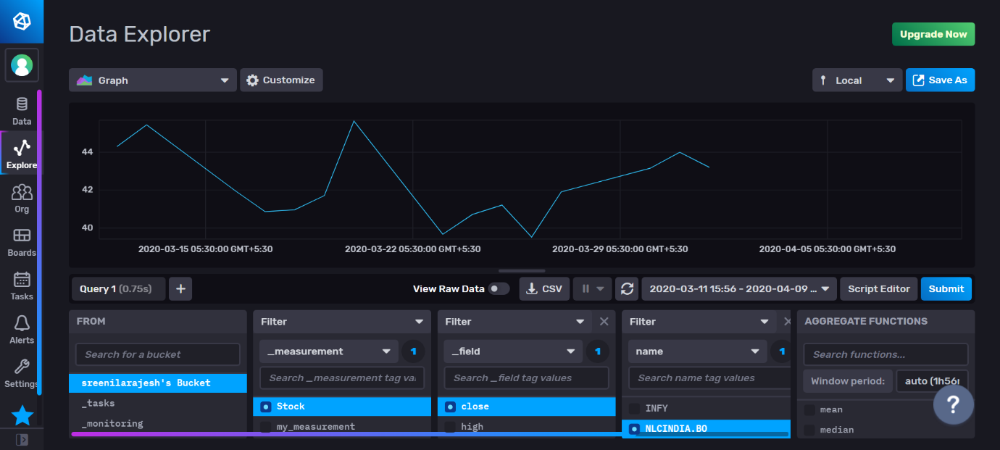 Data Explorer
Upgrade Now
Graph
Customize
Local
Save As
44
42
40
2020-03-15 05:30:00 GMT+5:30
2020-03-22 05:30:00 GMT+5:30
2020-03-29 05:30:00 GMT+5:30
2020-04-05 05:30:00 GMT+5:30
Data
Explore
Org
Boards
Tasks
Alerts
Settings
Query 1 (0.75s)
+
View Raw Data
CSV
2020-03-11 15:56 - 2020-04-09 ...
Script Editor
Submit
FROM
Search for a bucket
sreenilarajesh's Bucket
_tasks
_monitoring
Filter
_measurement
1
Search _measurement tag va
Stock
my_measurement
Filter
_field
1
Search _field tag values
close
high
Filter
name
1
Search name tag values
INFY
NLCINDIA.BO
AGGREGATE FUNCTIONS
Search functions...
Window period:
auto (1h56
mean
median
?